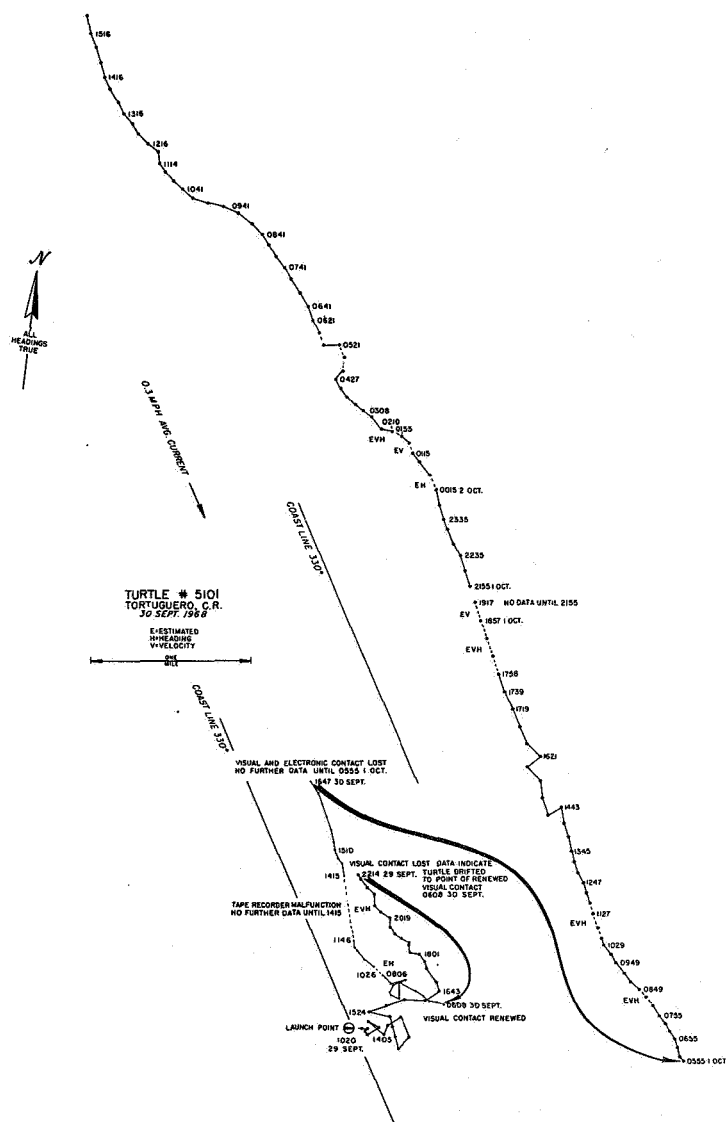 1516
1416
1316
1216
1114
1041
0941
0841
0741
0641
0621
0521
0427
0308
0210
0155
EVH
EV
0115
EH
0015 2 OCT.
2335
2235
2155 1 OCT.
1917 NO DATA UNTIL 2155
EV
1857 1 OCT.
EVH
1758
1739
1719
1621
1443
1345
1247
1127
EVH
1029
0949
0849
EVH
0755
0655
0555 1 OCT
N
ALL
HEADINGS
TRUE
0.3 MPH AVG. CURRENT
COAST LINE 330°
TURTLE # 5101
TORTUGUERO, C.R.
30 SEPT. 1968
E=ESTIMATED
H=HEADING
V=VELOCITY
ONE
MILE
COAST LINE 330°
VISUAL AND ELECTRONIC CONTACT LOST
NO FURTHER DATA UNTIL 0555 1 OCT.
1647 30 SEPT.
1510
1415
VISUAL CONTACT LOST DATA INDICATE
2214 29 SEPT. TURTLE DRIFTED
TO POINT OF RENEWED
VISUAL CONTACT
0608 30 SEPT.
TAPE RECORDER MALFUNCTION
NO FURTHER DATA UNTIL 1415
EVH
2019
1146
1801
EH
1026
0806
1643
0608 30 SEPT.
1524
VISUAL CONTACT RENEWED
LAUNCH POINT
1405
1020
29 SEPT.